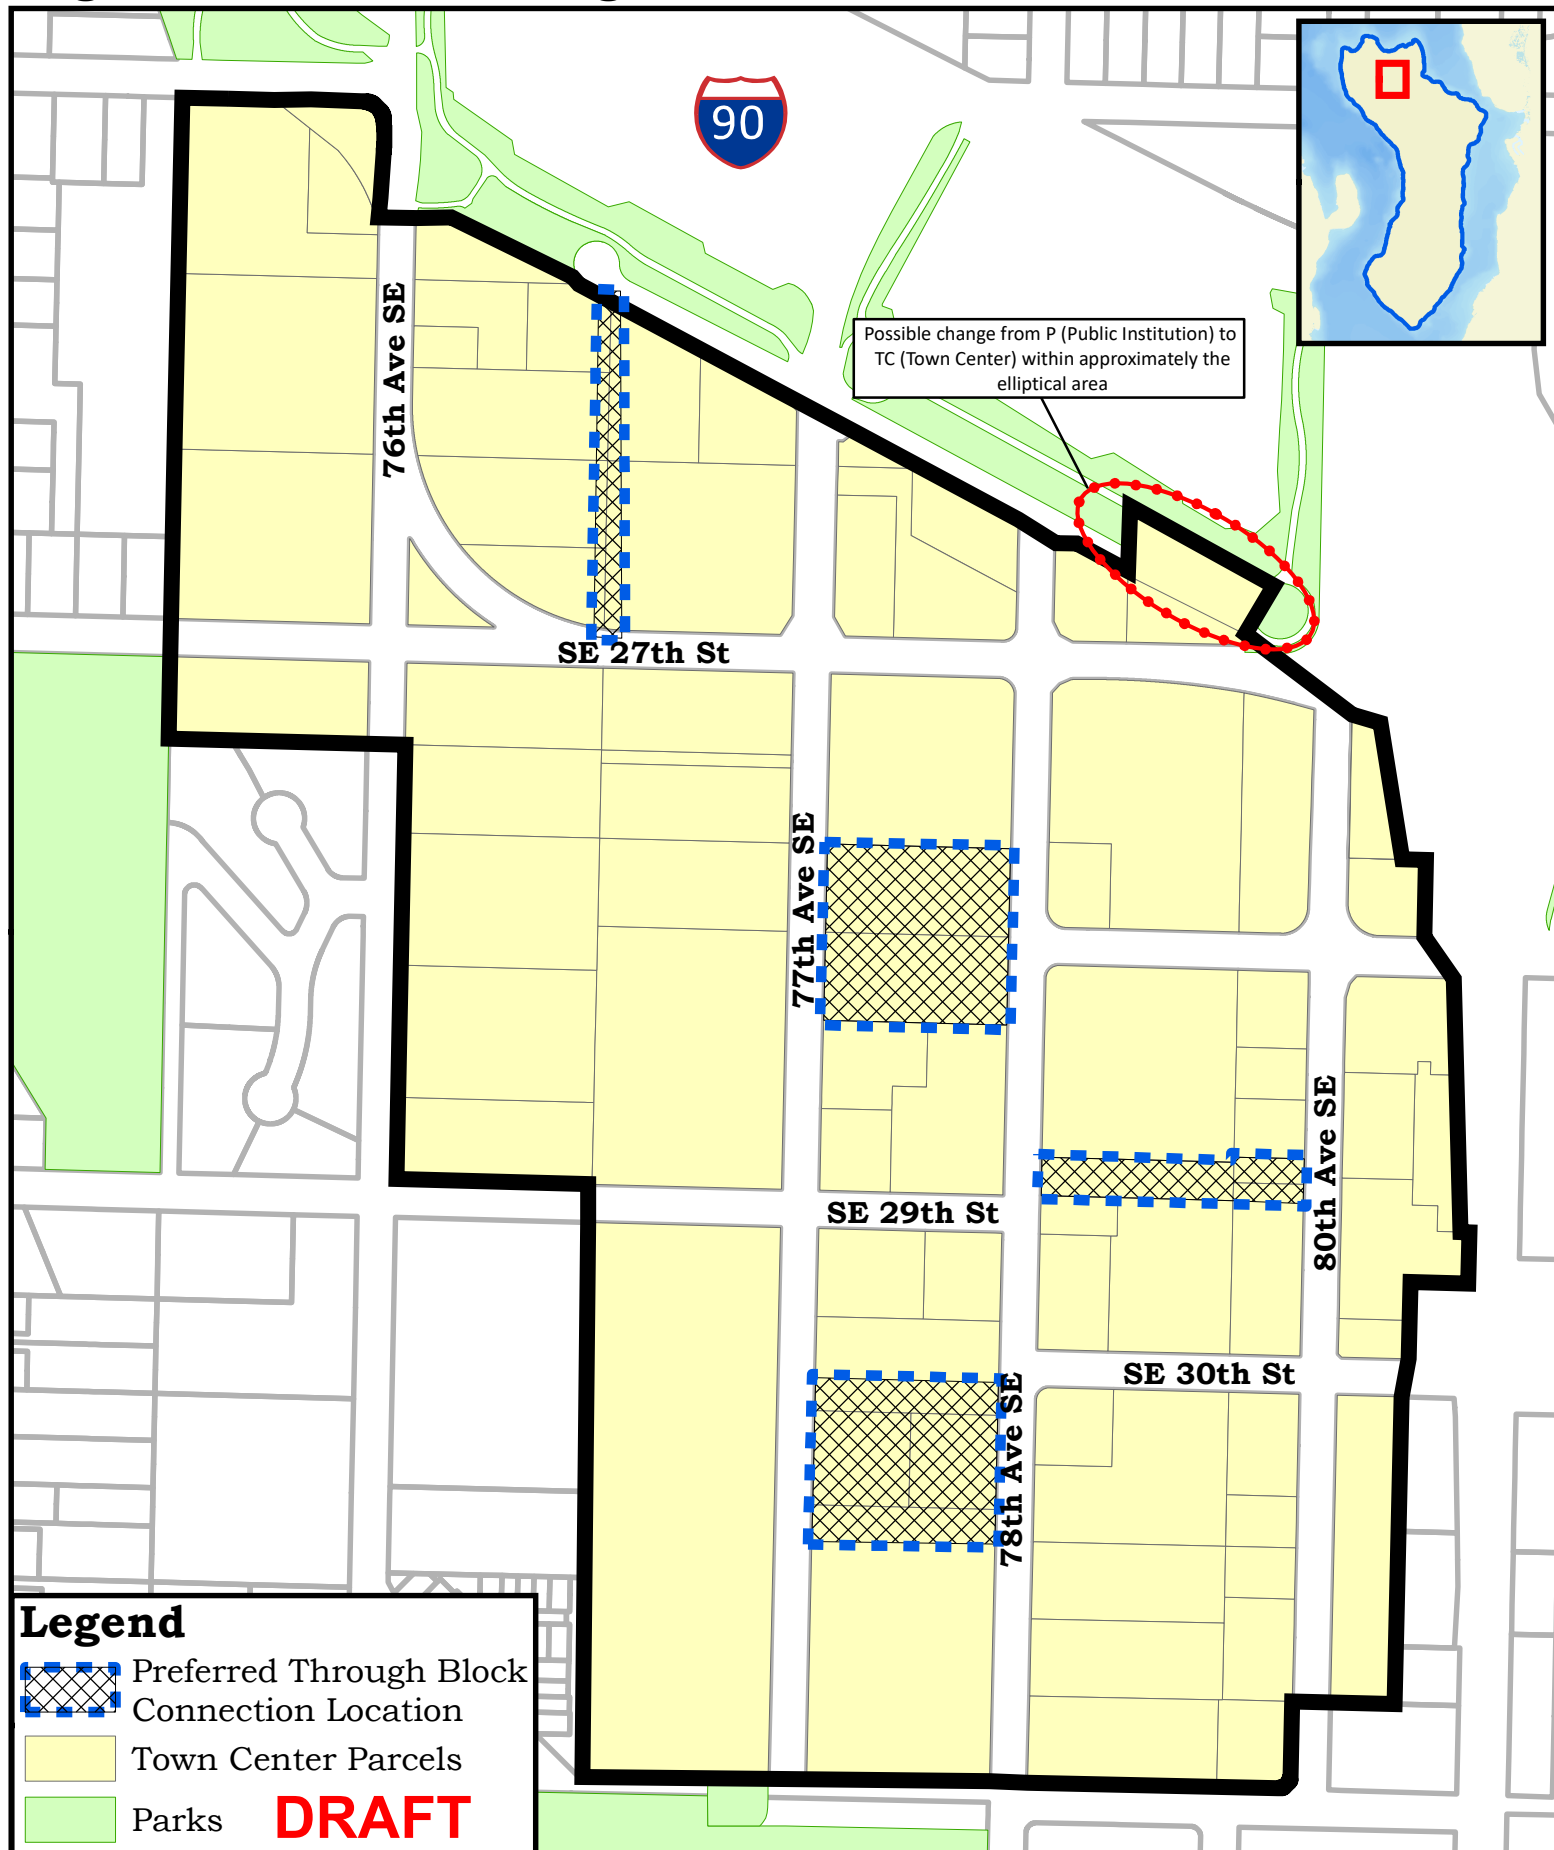 90
Possible change from P (Public Institution) to
TC (Town Center) within approximately the
elliptical area
76th Ave SE
SE 27th St
77th Ave SE
80th Ave SE
SE 29th St
SE 30th St
78th Ave SE
Legend
Preferred Through Block
Connection Location
Town Center Parcels
Parks
DRAFT